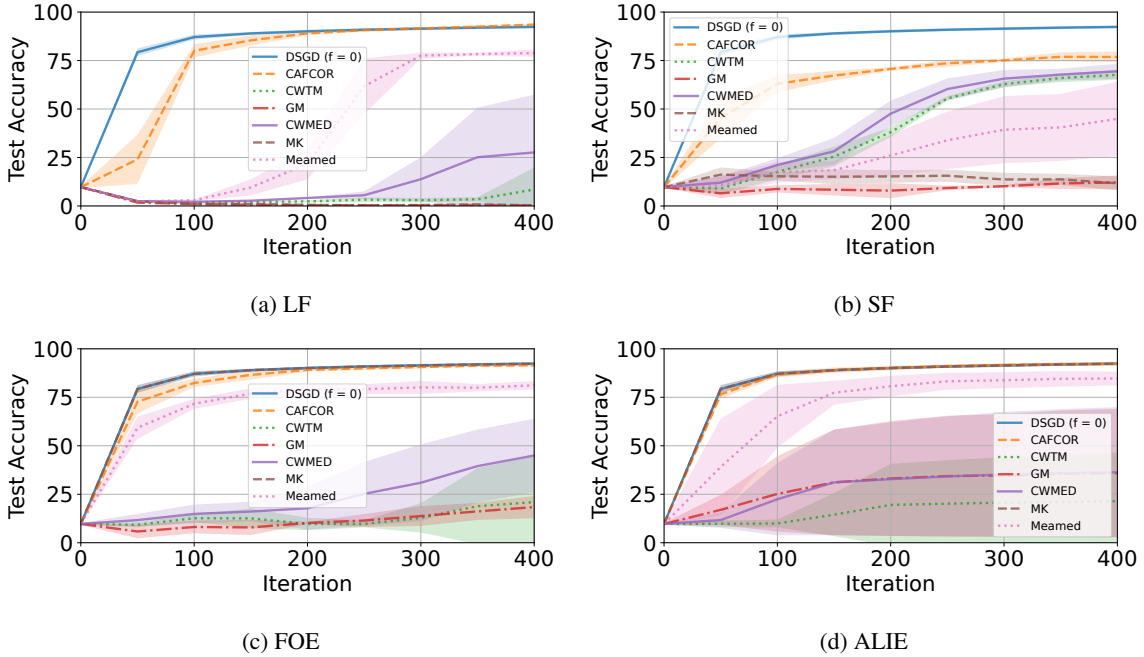 100
75
50
25
0
Test Accuracy
0 100 200 300 400
Iteration
DSGD (f = 0)
CAFCOR
CWTM
GM
CWMED
MK
Meamed
(a) LF
100
75
50
25
0
Test Accuracy
0 100 200 300 400
Iteration
DSGD (f = 0)
CAFCOR
CWTM
GM
CWMED
MK
Meamed
(b) SF
100
75
50
25
0
Test Accuracy
0 100 200 300 400
Iteration
DSGD (f = 0)
CAFCOR
CWTM
GM
CWMED
MK
Meamed
(c) FOE
100
75
50
25
0
Test Accuracy
0 100 200 300 400
Iteration
DSGD (f = 0)
CAFCOR
CWTM
GM
CWMED
MK
Meamed
(d) ALIE